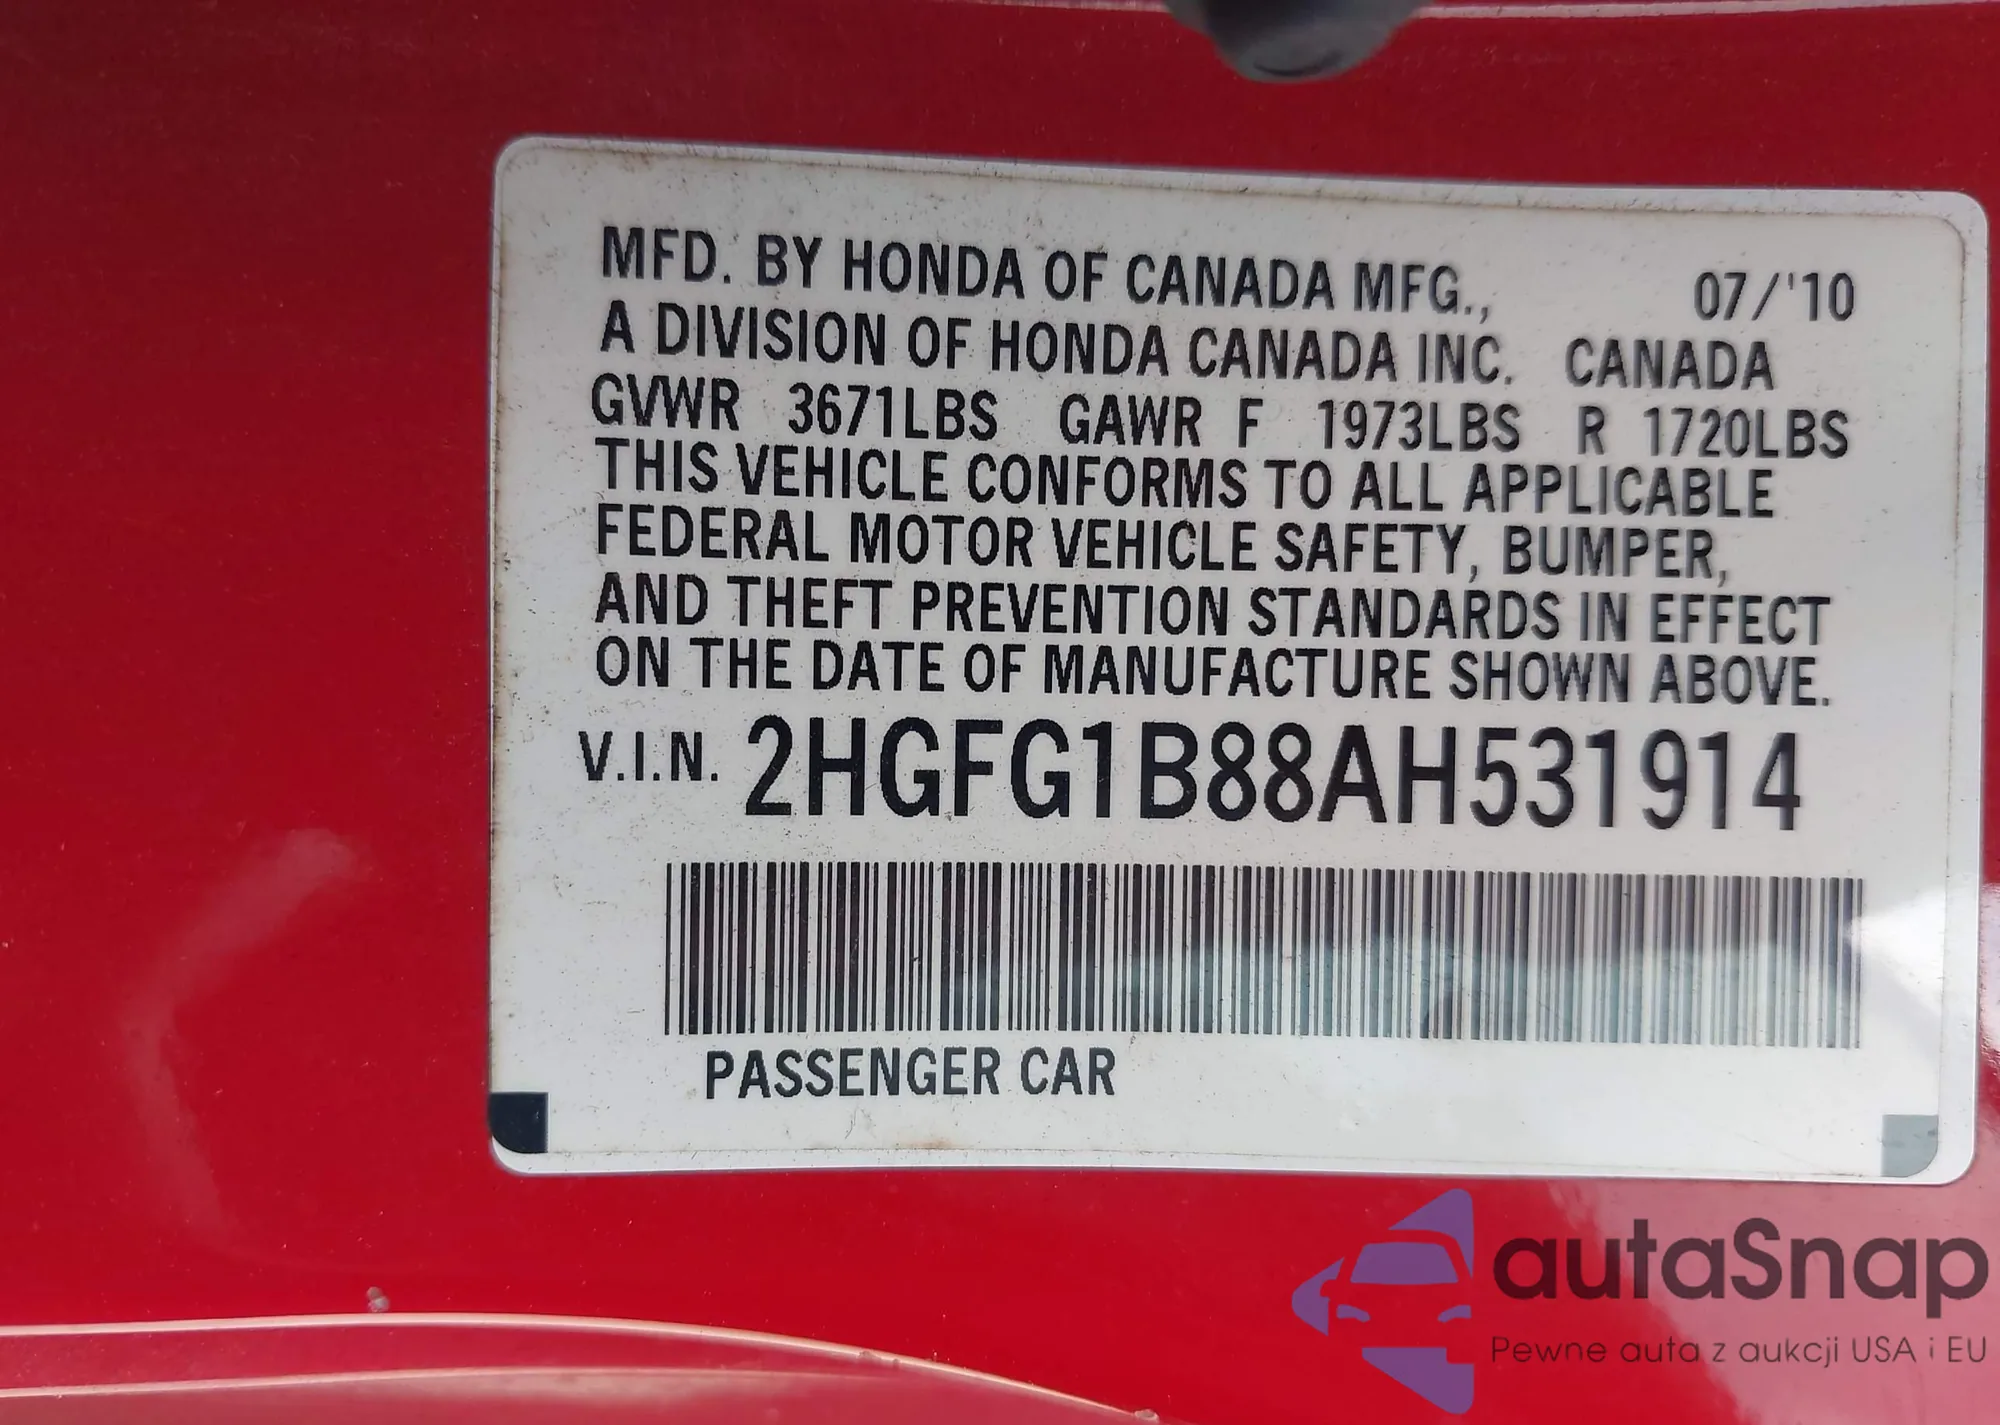 MFD. BY HONDA OF CANADA MFG., 07/'10
A DIVISION OF HONDA CANADA INC. CANADA
GVWR 3671LBS GAWR F 1973LBS R 1720LBS
THIS VEHICLE CONFORMS TO ALL APPLICABLE
FEDERAL MOTOR VEHICLE SAFETY, BUMPER,
AND THEFT PREVENTION STANDARDS IN EFFECT
ON THE DATE OF MANUFACTURE SHOWN ABOVE.
V.I.N. 2HGFG1B88AH531914
PASSENGER CAR
autaSnap
Pewne auta z aukcji USA i EU